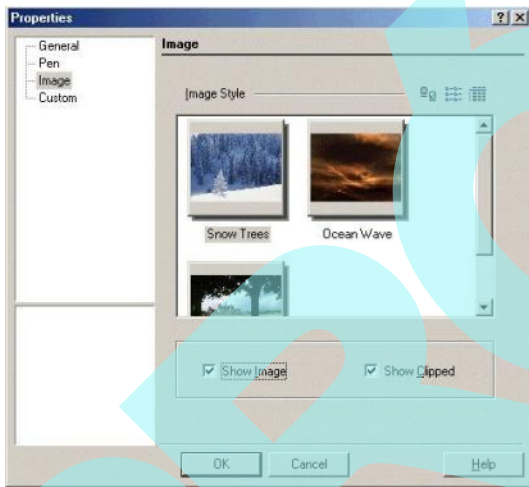 Properties
General
Pen
Image
Custom
Image
Image Style
Snow Trees
Ocean Wave
Show Image
Show Clipped
OK
Cancel
Help